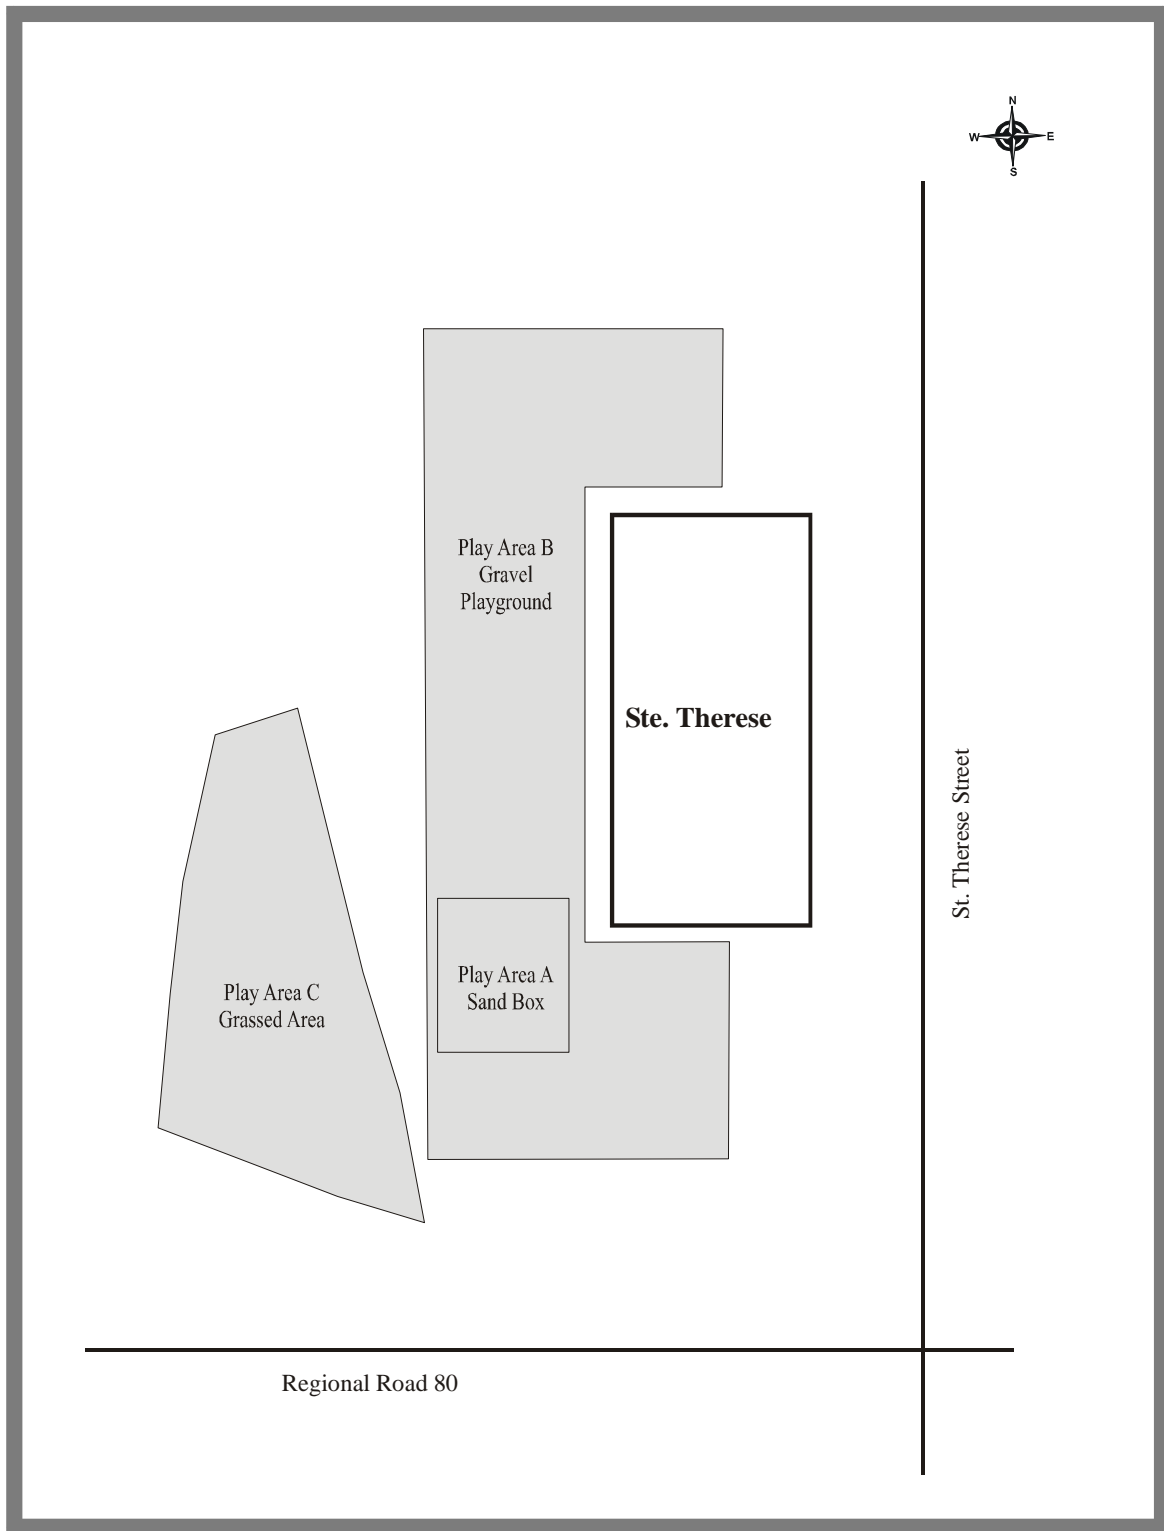 N
W E
S
Play Area B
Gravel
Playground
Ste. Therese
St. Therese Street
Play Area A
Sand Box
Play Area C
Grassed Area
Regional Road 80